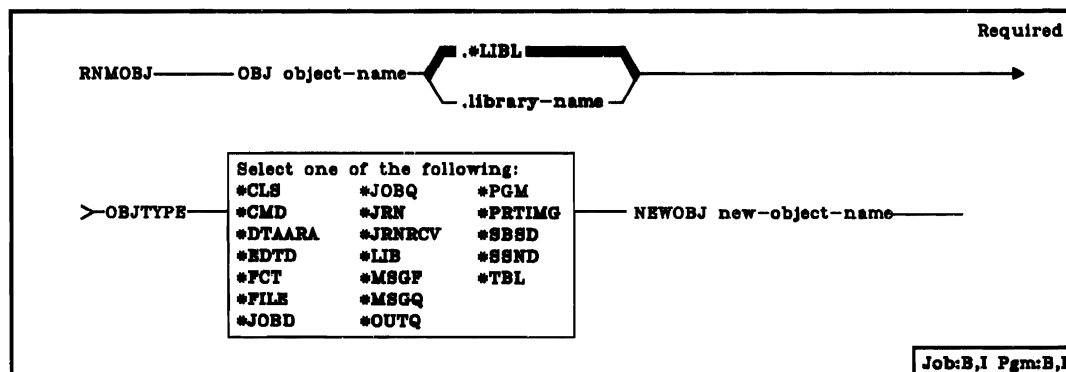 Required
.*LIBL
RNMOBJ OBJ object-name
.library-name
Select one of the following:
*CLS *JOBQ *PGM
>OBJTYPE *CMD *JRN *PRTIMG NEWOBJ new-object-name
*DTAARA *JRNRCV *SBSD
*EDTD *LIB *SSND
*FCT *MSGF *TBL
*FILE *MSGQ
*JOBD *OUTQ
Job:B,I Pgm:B,